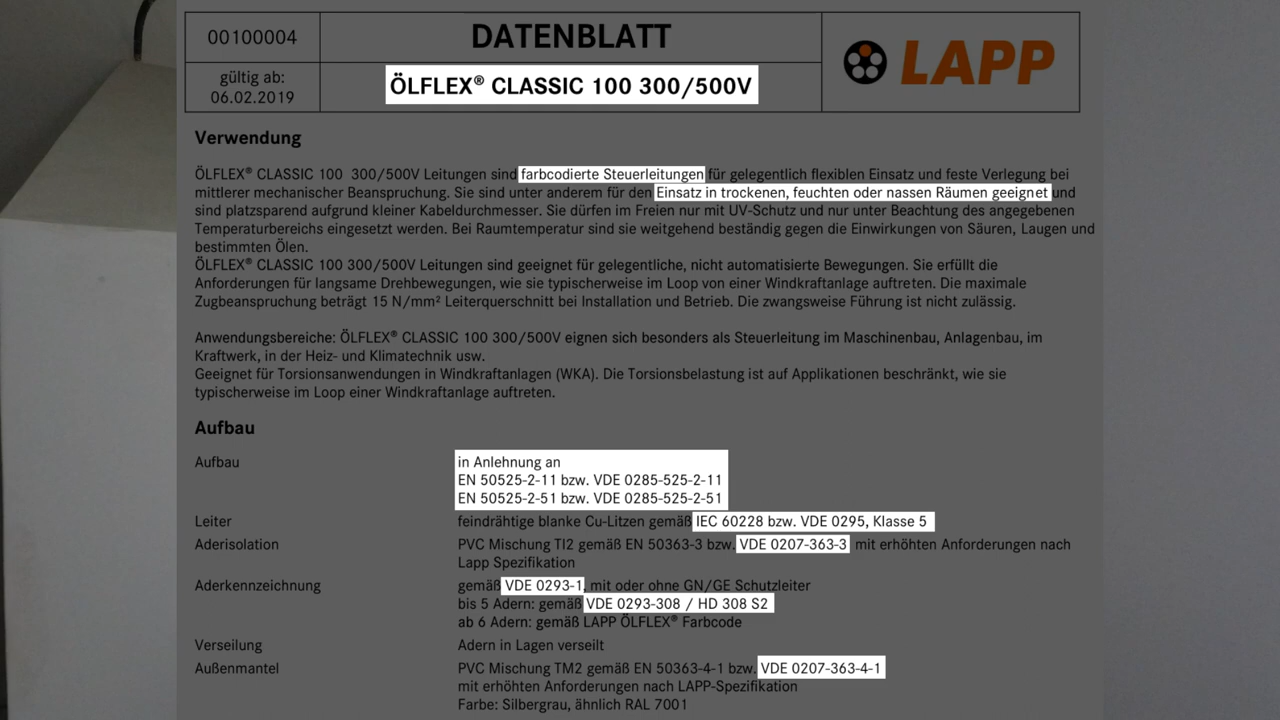 00100004
DATENBLATT
LAPP
gültig ab:
06.02.2019
ÖLFLEX® CLASSIC 100 300/500V
Verwendung
ÖLFLEX® CLASSIC 100  300/500V Leitungen sind farbcodierte Steuerleitungen für gelegentlich flexiblen Einsatz und feste Verlegung bei
mittlerer mechanischer Beanspruchung. Sie sind unter anderem für den Einsatz in trockenen, feuchten oder nassen Räumen geeignet und
sind platzsparend aufgrund kleiner Kabeldurchmesser. Sie dürfen im Freien nur mit UV-Schutz und nur unter Beachtung des angegebenen
Temperaturbereichs eingesetzt werden. Bei Raumtemperatur sind sie weitgehend beständig gegen die Einwirkungen von Säuren, Laugen und
bestimmten Ölen.
ÖLFLEX® CLASSIC 100 300/500V Leitungen sind geeignet für gelegentliche, nicht automatisierte Bewegungen. Sie erfüllt die
Anforderungen für langsame Drehbewegungen, wie sie typischerweise im Loop von einer Windkraftanlage auftreten. Die maximale
Zugbeanspruchung beträgt 15 N/mm² Leiterquerschnitt bei Installation und Betrieb. Die zwangsweise Führung ist nicht zulässig.
Anwendungsbereiche: ÖLFLEX® CLASSIC 100 300/500V eignen sich besonders als Steuerleitung im Maschinenbau, Anlagenbau, im
Kraftwerk, in der Heiz- und Klimatechnik usw.
Geeignet für Torsionsanwendungen in Windkraftanlagen (WKA). Die Torsionsbelastung ist auf Applikationen beschränkt, wie sie
typischerweise im Loop einer Windkraftanlage auftreten.
Aufbau
Aufbau in Anlehnung an
EN 50525-2-11 bzw. VDE 0285-525-2-11
EN 50525-2-51 bzw. VDE 0285-525-2-51
Leiter feindrähtige blanke Cu-Litzen gemäß IEC 60228 bzw. VDE 0295, Klasse 5
Aderisolation PVC Mischung TI2 gemäß EN 50363-3 bzw. VDE 0207-363-3 mit erhöhten Anforderungen nach
Lapp Spezifikation
Aderkennzeichnung gemäß VDE 0293-1, mit oder ohne GN/GE Schutzleiter
bis 5 Adern: gemäß VDE 0293-308 / HD 308 S2
ab 6 Adern: gemäß LAPP ÖLFLEX® Farbcode
Verseilung Adern in Lagen verseilt
Außenmantel PVC Mischung TM2 gemäß EN 50363-4-1 bzw. VDE 0207-363-4-1
mit erhöhten Anforderungen nach LAPP-Spezifikation
Farbe: Silbergrau, ähnlich RAL 7001